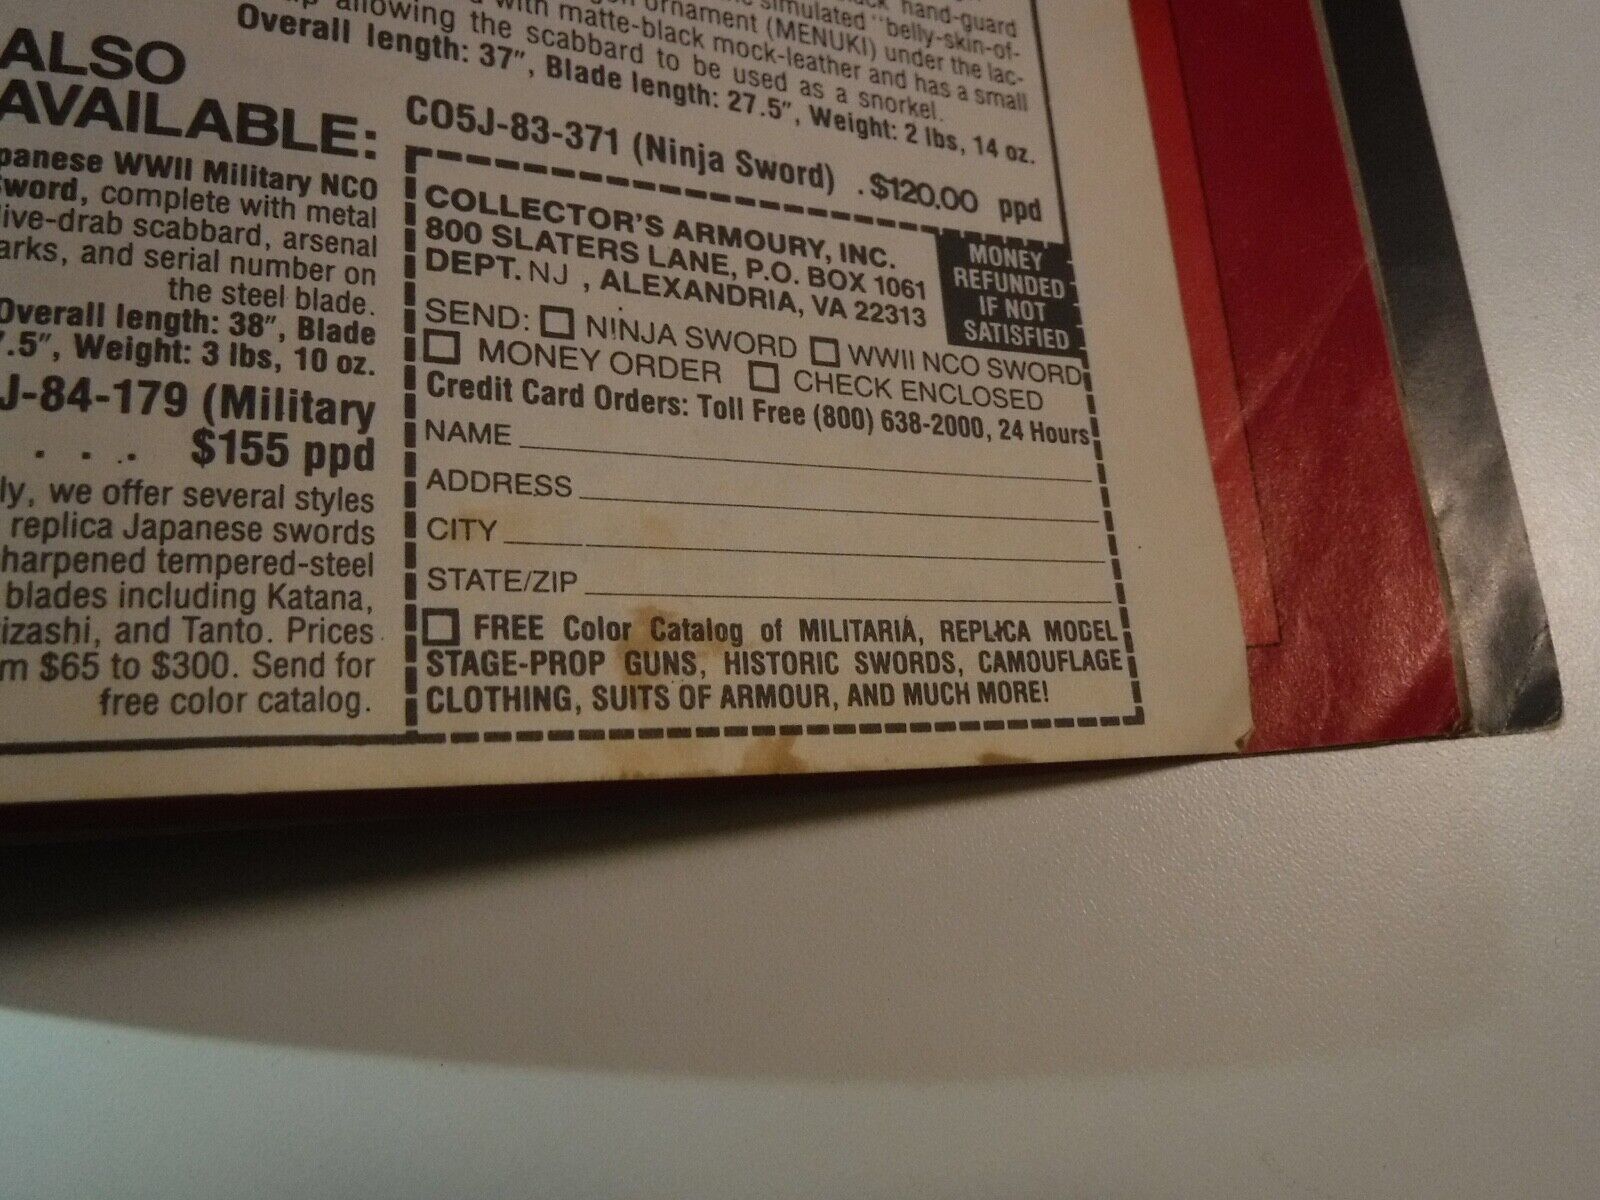 hand-guard
simulated "belly-skin-of-
ornament (MENUKI) under the lac-
with matte-black mock-leather and has a small
allowing the scabbard to be used as a snorkel.
Overall length: 37", Blade length: 27.5", Weight: 2 lbs, 14 oz.
C05J-83-371 (Ninja Sword) . $120.00 ppd
ALSO
AVAILABLE:
panese WWII Military NCO
Sword, complete with metal
live-drab scabbard, arsenal
arks, and serial number on
the steel blade.
Overall length: 38", Blade
7.5", Weight: 3 lbs, 10 oz.
J-84-179 (Military
. . . $155 ppd
ly, we offer several styles
replica Japanese swords
harpened tempered-steel
blades including Katana,
izashi, and Tanto. Prices
m $65 to $300. Send for
free color catalog.
COLLECTOR'S ARMOURY, INC.
800 SLATERS LANE, P.O. BOX 1061
DEPT. NJ , ALEXANDRIA, VA 22313
MONEY
REFUNDED
IF NOT
SATISFIED
SEND: NINJA SWORD WWII NCO SWORD
MONEY ORDER CHECK ENCLOSED
Credit Card Orders: Toll Free (800) 638-2000, 24 Hours
NAME
ADDRESS
CITY
STATE/ZIP
FREE Color Catalog of MILITARIA, REPLICA MODEL
STAGE-PROP GUNS, HISTORIC SWORDS, CAMOUFLAGE
CLOTHING, SUITS OF ARMOUR, AND MUCH MORE!